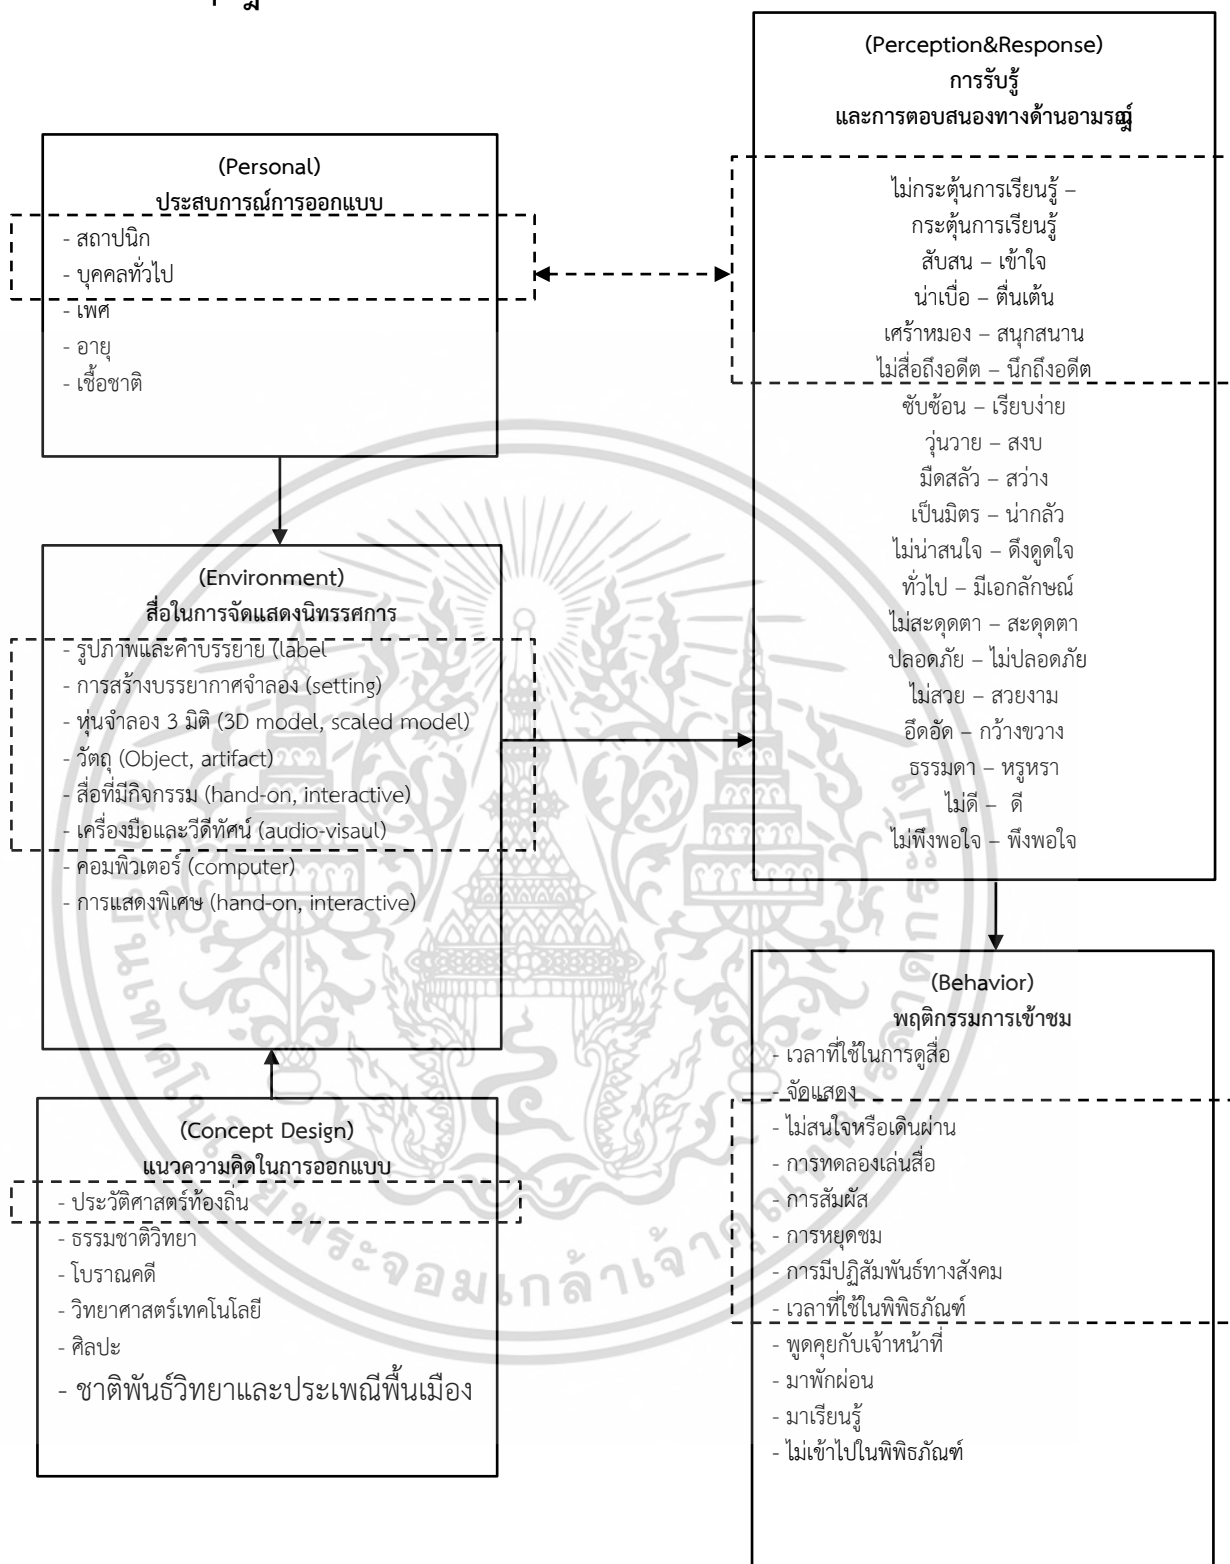 (Personal)
ประสบการณ์การออกแบบ
- สถาปนิก
- บุคคลทั่วไป
- เพศ
- อายุ
- เชื้อชาติ
(Environment)
สื่อในการจัดแสดงนิทรรศการ
- รูปภาพและคำบรรยาย (label
- การสร้างบรรยากาศจำลอง (setting)
- หุ่นจำลอง 3 มิติ (3D model, scaled model)
- วัตถุ (Object, artifact)
- สื่อที่มีกิจกรรม (hand-on, interactive)
- เครื่องมือและวีดีทัศน์ (audio-visaul)
- คอมพิวเตอร์ (computer)
- การแสดงพิเศษ (hand-on, interactive)
(Concept Design)
แนวความคิดในการออกแบบ
- ประวัติศาสตร์ท้องถิ่น
- ธรรมชาติวิทยา
- โบราณคดี
- วิทยาศาสตร์เทคโนโลยี
- ศิลปะ
- ชาติพันธ์วิทยาและประเพณีพื้นเมือง
(Perception&Response)
การรับรู้
และการตอบสนองทางด้านอามรณ์
ไม่กระตุ้นการเรียนรู้ –
กระตุ้นการเรียนรู้
สับสน – เข้าใจ
น่าเบื่อ – ตื่นเต้น
เศร้าหมอง – สนุกสนาน
ไม่สื่อถึงอดีต – นึกถึงอดีต
ซับซ้อน – เรียบง่าย
วุ่นวาย – สงบ
มืดสลัว – สว่าง
เป็นมิตร – น่ากลัว
ไม่น่าสนใจ – ดึงดูดใจ
ทั่วไป – มีเอกลักษณ์
ไม่สะดุดตา – สะดุดตา
ปลอดภัย – ไม่ปลอดภัย
ไม่สวย – สวยงาม
อึดอัด – กว้างขวาง
ธรรมดา – หรูหรา
ไม่ดี – ดี
ไม่พึงพอใจ – พึงพอใจ
(Behavior)
พฤติกรรมการเข้าชม
- เวลาที่ใช้ในการดูสื่อ
- จัดแสดง
- ไม่สนใจหรือเดินผ่าน
- การทดลองเล่นสื่อ
- การสัมผัส
- การหยุดชม
- การมีปฏิสัมพันธ์ทางสังคม
- เวลาที่ใช้ในพิพิธภัณฑ์
- พูดคุยกับเจ้าหน้าที่
- มาพักผ่อน
- มาเรียนรู้
- ไม่เข้าไปในพิพิธภัณฑ์